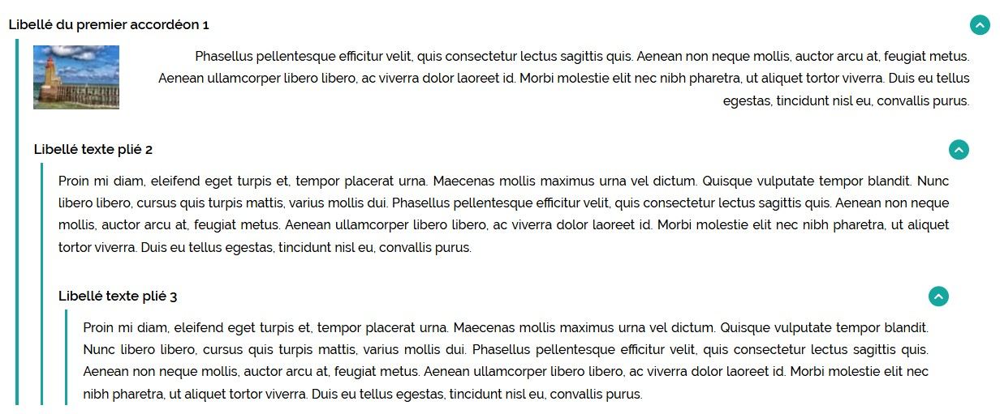 Libellé du premier accordéon 1
Phasellus pellentesque efficitur velit, quis consectetur lectus sagittis quis. Aenean non neque mollis, auctor arcu at, feugiat metus.
Aenean ullamcorper libero libero, ac viverra dolor laoreet id. Morbi molestie elit nec nibh pharetra, ut aliquet tortor viverra. Duis eu tellus
egestas, tincidunt nisl eu, convallis purus.
Libellé texte plié 2
Proin mi diam, eleifend eget turpis et, tempor placerat urna. Maecenas mollis maximus urna vel dictum. Quisque vulputate tempor blandit. Nunc
libero libero, cursus quis turpis mattis, varius mollis dui. Phasellus pellentesque efficitur velit, quis consectetur lectus sagittis quis. Aenean non neque
mollis, auctor arcu at, feugiat metus. Aenean ullamcorper libero libero, ac viverra dolor laoreet id. Morbi molestie elit nec nibh pharetra, ut aliquet
tortor viverra. Duis eu tellus egestas, tincidunt nisl eu, convallis purus.
Libellé texte plié 3
Proin mi diam, eleifend eget turpis et, tempor placerat urna. Maecenas mollis maximus urna vel dictum. Quisque vulputate tempor blandit.
Nunc libero libero, cursus quis turpis mattis, varius mollis dui. Phasellus pellentesque efficitur velit, quis consectetur lectus sagittis quis.
Aenean non neque mollis, auctor arcu at, feugiat metus. Aenean ullamcorper libero libero, ac viverra dolor laoreet id. Morbi molestie elit nec
nibh pharetra, ut aliquet tortor viverra. Duis eu tellus egestas, tincidunt nisl eu, convallis purus.